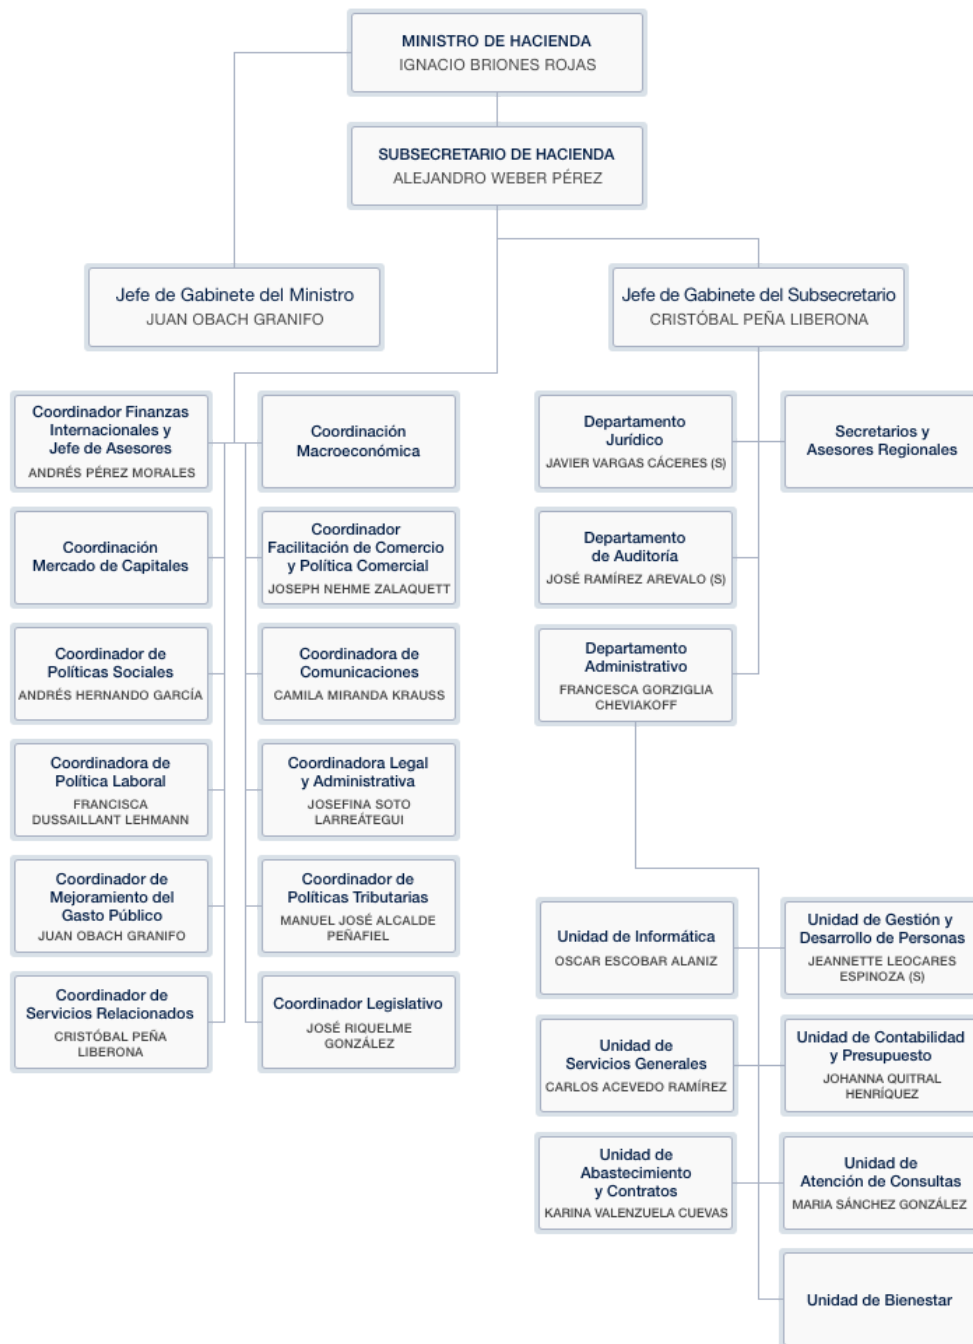 MINISTRO DE HACIENDA
IGNACIO BRIONES ROJAS
SUBSECRETARIO DE HACIENDA
ALEJANDRO WEBER PÉREZ
Jefe de Gabinete del Ministro
JUAN OBACH GRANIFO
Jefe de Gabinete del Subsecretario
CRISTÓBAL PEÑA LIBERONA
Coordinador Finanzas
Internacionales y
Jefe de Asesores
ANDRÉS PÉREZ MORALES
Coordinación
Macroeconómica
Coordinación
Mercado de Capitales
Coordinador
Facilitación de Comercio
y Política Comercial
JOSEPH NEHME ZALAQUETT
Coordinador de
Políticas Sociales
ANDRÉS HERNANDO GARCÍA
Coordinadora de
Comunicaciones
CAMILA MIRANDA KRAUSS
Coordinadora de
Política Laboral
FRANCISCA
DUSSAILLANT LEHMANN
Coordinadora Legal
y Administrativa
JOSEFINA SOTO
LARREÁTEGUI
Coordinador de
Mejoramiento del
Gasto Público
JUAN OBACH GRANIFO
Coordinador de
Políticas Tributarias
MANUEL JOSÉ ALCALDE
PEÑAFIEL
Coordinador de
Servicios Relacionados
CRISTÓBAL PEÑA
LIBERONA
Coordinador Legislativo
JOSÉ RIQUELME
GONZÁLEZ
Departamento
Jurídico
JAVIER VARGAS CÁCERES (S)
Secretarios y
Asesores Regionales
Departamento
de Auditoría
JOSÉ RAMÍREZ AREVALO (S)
Departamento
Administrativo
FRANCESCA GORZIGLIA
CHEVIAKOFF
Unidad de Informática
OSCAR ESCOBAR ALANIZ
Unidad de Gestión y
Desarrollo de Personas
JEANNETTE LEOCARES
ESPINOZA (S)
Unidad de
Servicios Generales
CARLOS ACEVEDO RAMÍREZ
Unidad de Contabilidad
y Presupuesto
JOHANNA QUITRAL
HENRÍQUEZ
Unidad de
Abastecimiento
y Contratos
KARINA VALENZUELA CUEVAS
Unidad de
Atención de Consultas
MARIA SÁNCHEZ GONZÁLEZ
Unidad de Bienestar